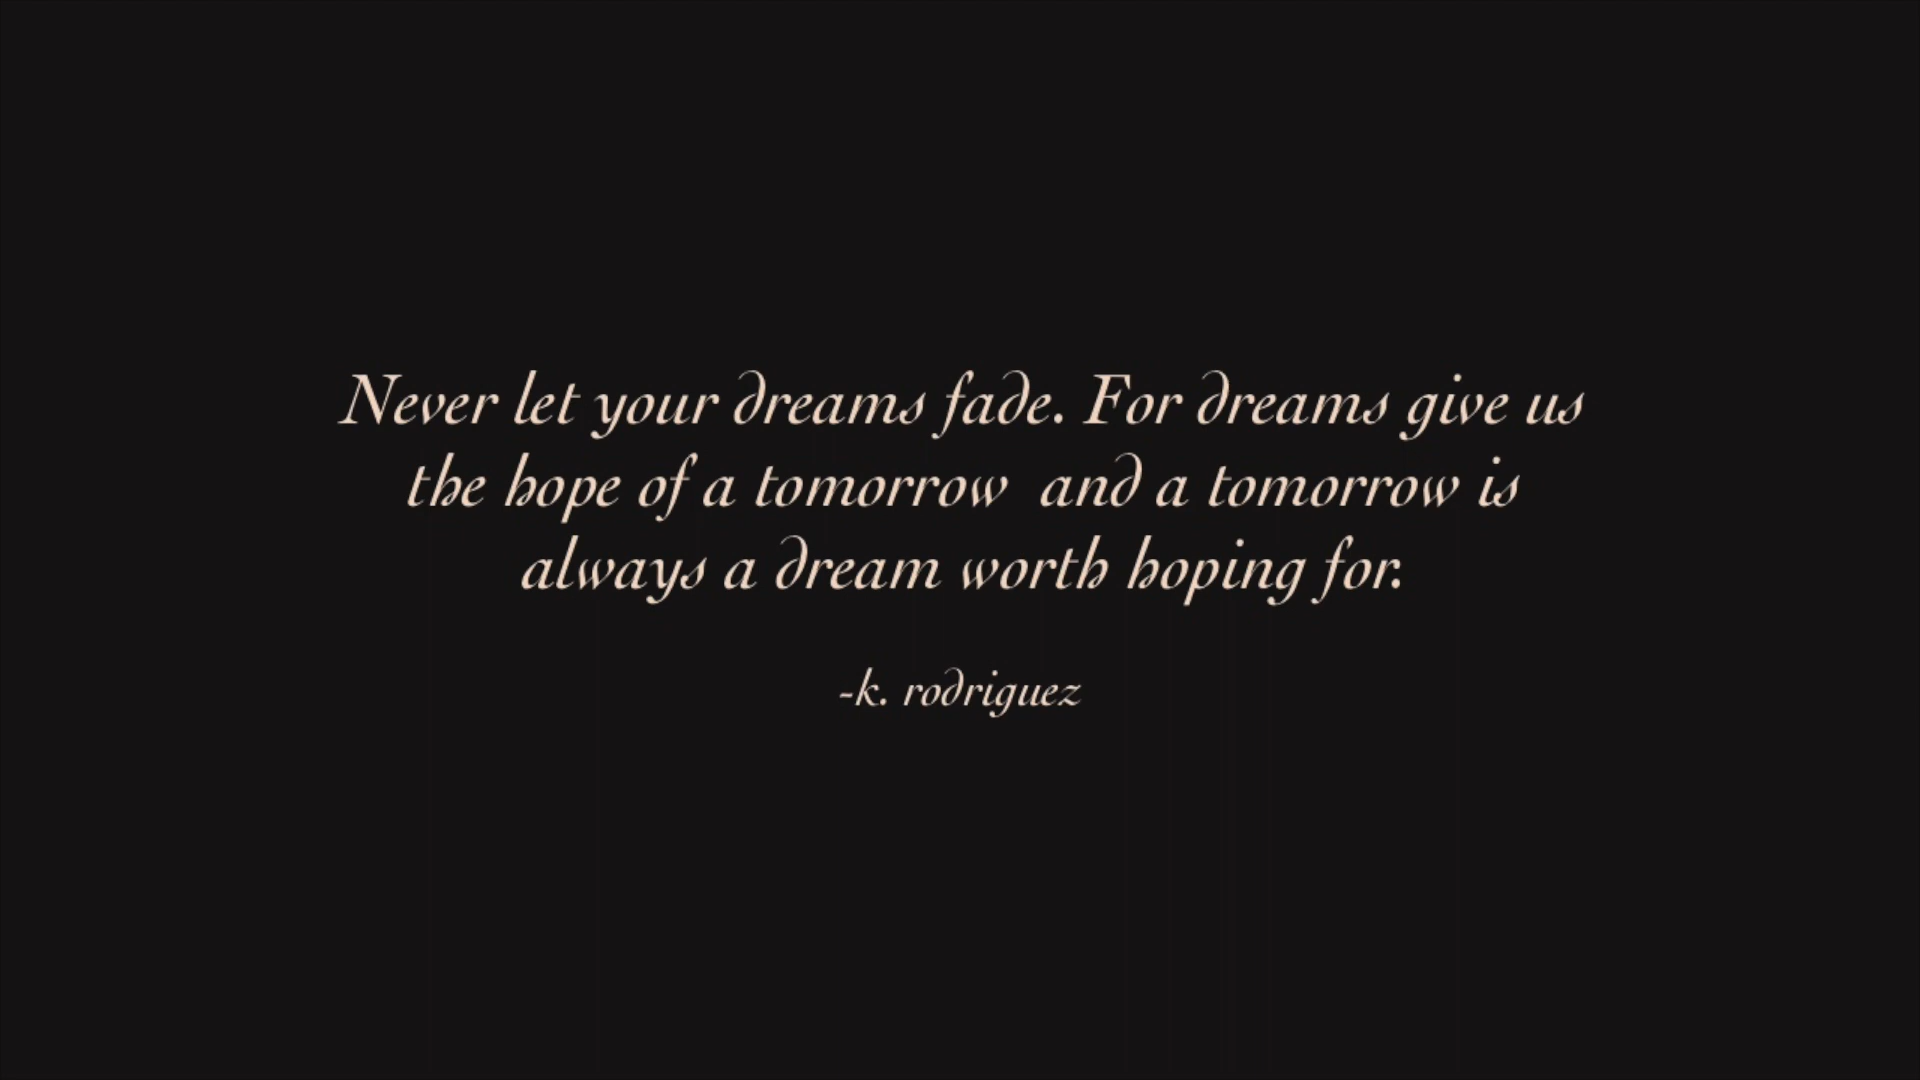 Never let your dreams fade. For dreams give us
the hope of a tomorrow  and a tomorrow is
always a dream worth hoping for.
-k. rodriguez